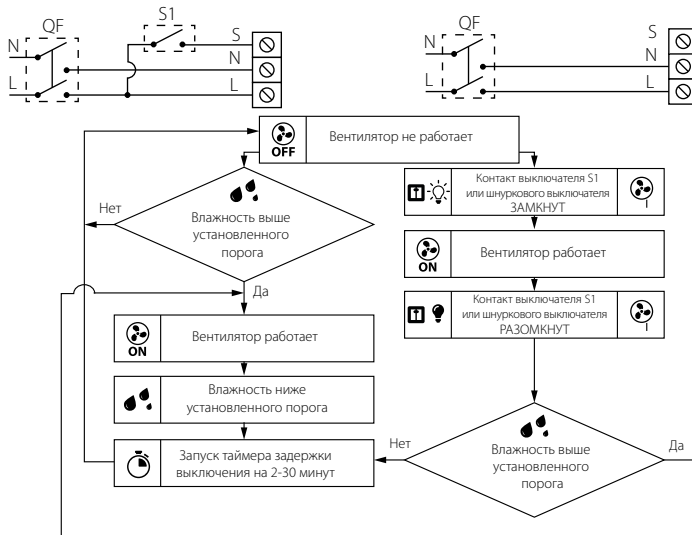 QF
S1
N
L
S
N
L
QF
N
L
S
N
L
OFF
Вентилятор не работает
Нет
Влажность выше
установленного
порога
Да
ON
Вентилятор работает
Влажность ниже
установленного порога
Запуск таймера задержки
выключения на 2-30 минут
Контакт выключателя S1
или шнуркового выключателя
ЗАМКНУТ
I
ON
Вентилятор работает
Контакт выключателя S1
или шнуркового выключателя
РАЗОМКНУТ
I
Нет
Влажность выше
установленного
порога
Да